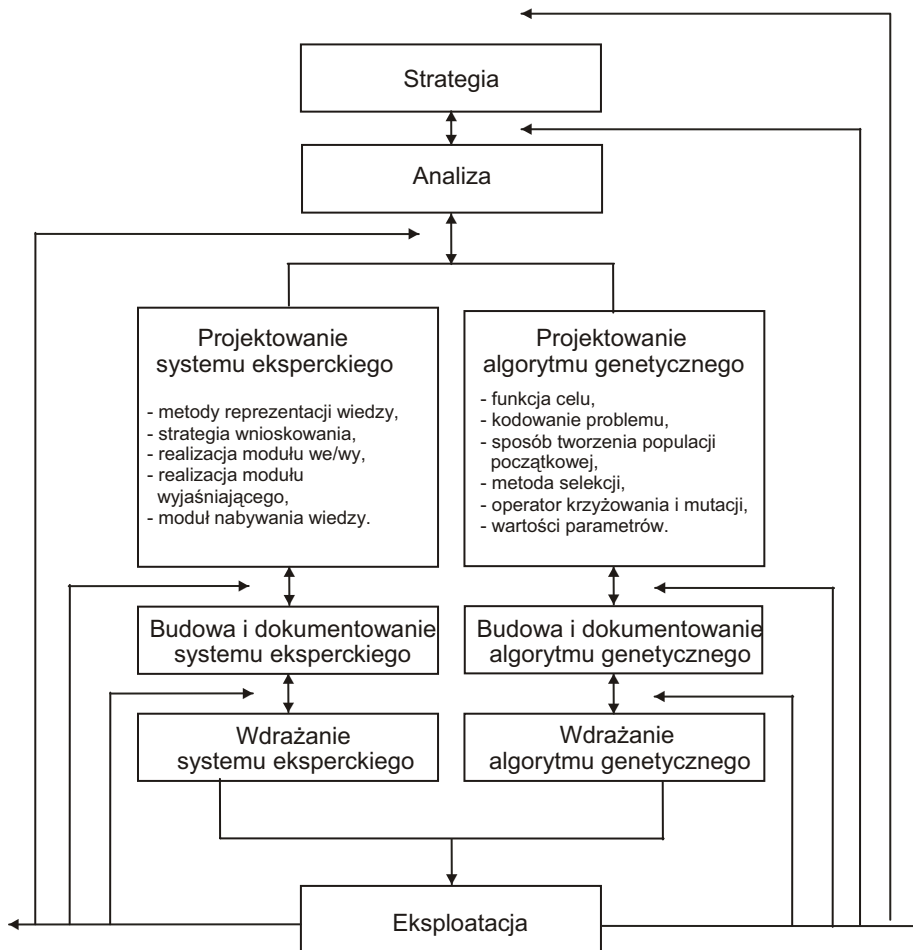 Strategia
Analiza
Projektowanie
systemu eksperckiego
- metody reprezentacji wiedzy,
- strategia wnioskowania,
- realizacja modułu we/wy,
- realizacja modułu
wyjaśniającego,
- moduł nabywania wiedzy.
Projektowanie
algorytmu genetycznego
- funkcja celu,
- kodowanie problemu,
- sposób tworzenia populacji
początkowej,
- metoda selekcji,
- operator krzyżowania i mutacji,
- wartości parametrów.
Budowa i dokumentowanie
systemu eksperckiego
Budowa i dokumentowanie
algorytmu genetycznego
Wdrażanie
systemu eksperckiego
Wdrażanie
algorytmu genetycznego
Eksploatacja